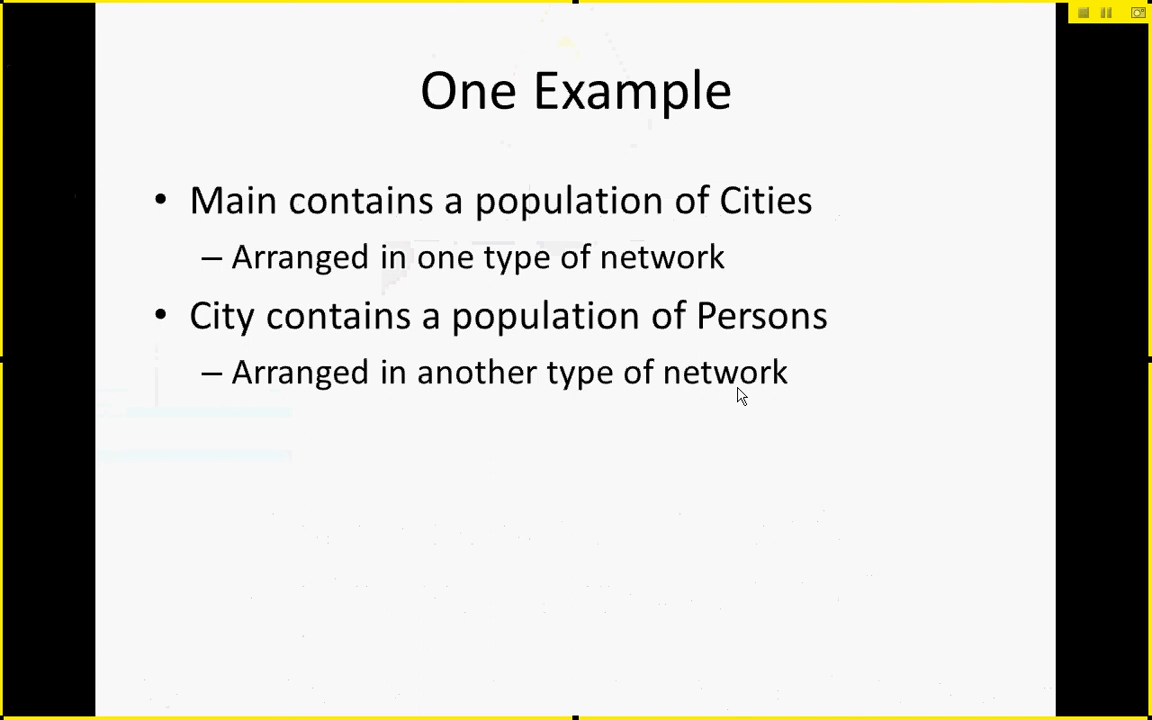 One Example
• Main contains a population of Cities
– Arranged in one type of network
• City contains a population of Persons
– Arranged in another type of network